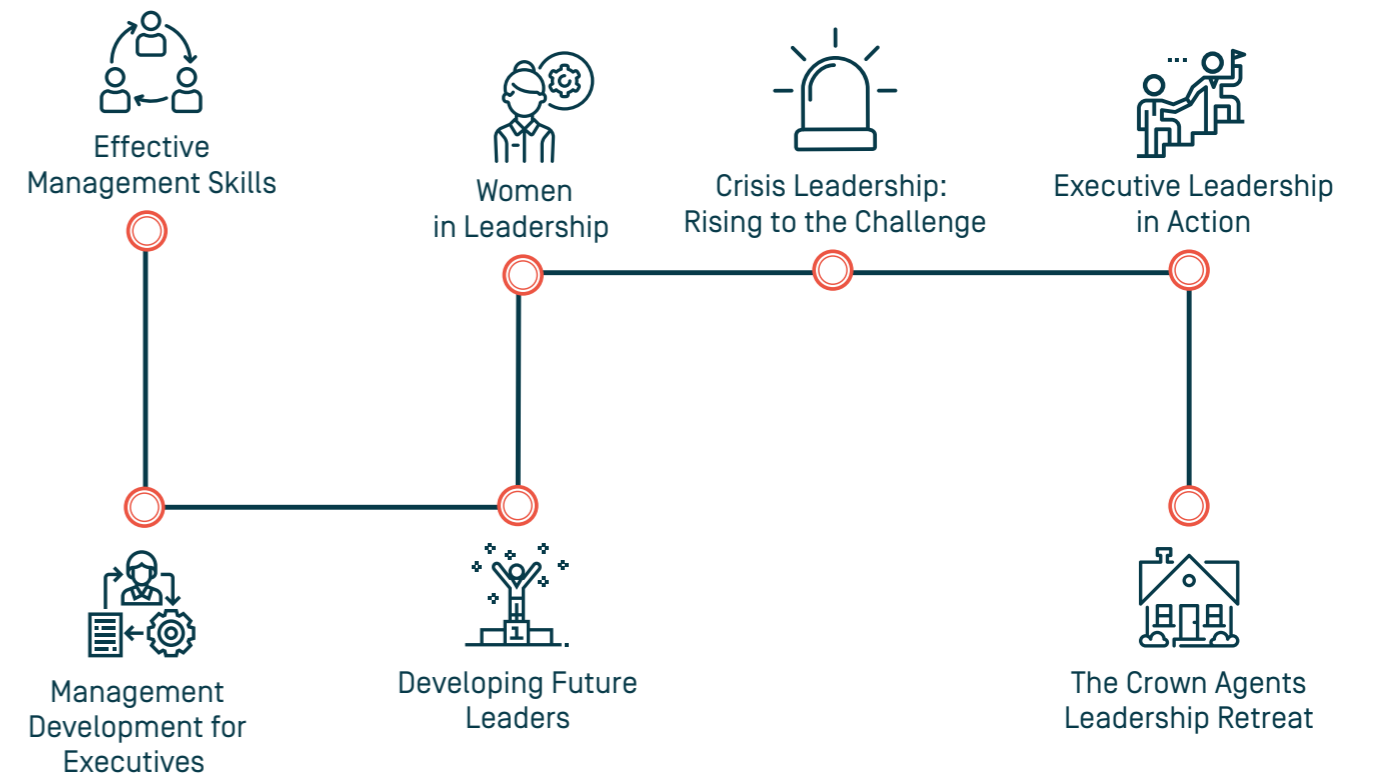 Effective
Management Skills
Women
in Leadership
Crisis Leadership:
Rising to the Challenge
Executive Leadership
in Action
Management
Development for
Executives
1
Developing Future
Leaders
The Crown Agents
Leadership Retreat